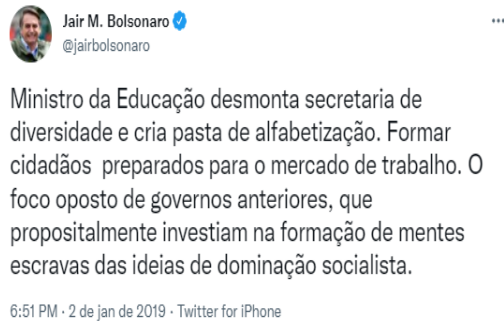 Jair M. Bolsonaro
@jairbolsonaro
Ministro da Educação desmonta secretaria de
diversidade e cria pasta de alfabetização. Formar
cidadãos  preparados para o mercado de trabalho. O
foco oposto de governos anteriores, que
propositalmente investiam na formação de mentes
escravas das ideias de dominação socialista.
6:51 PM · 2 de jan de 2019 · Twitter for iPhone